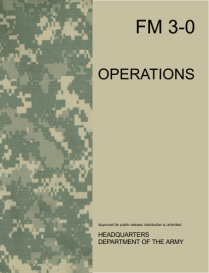 FM 3-0
OPERATIONS
Approved for public release; distribution is unlimited.
HEADQUARTERS
DEPARTMENT OF THE ARMY